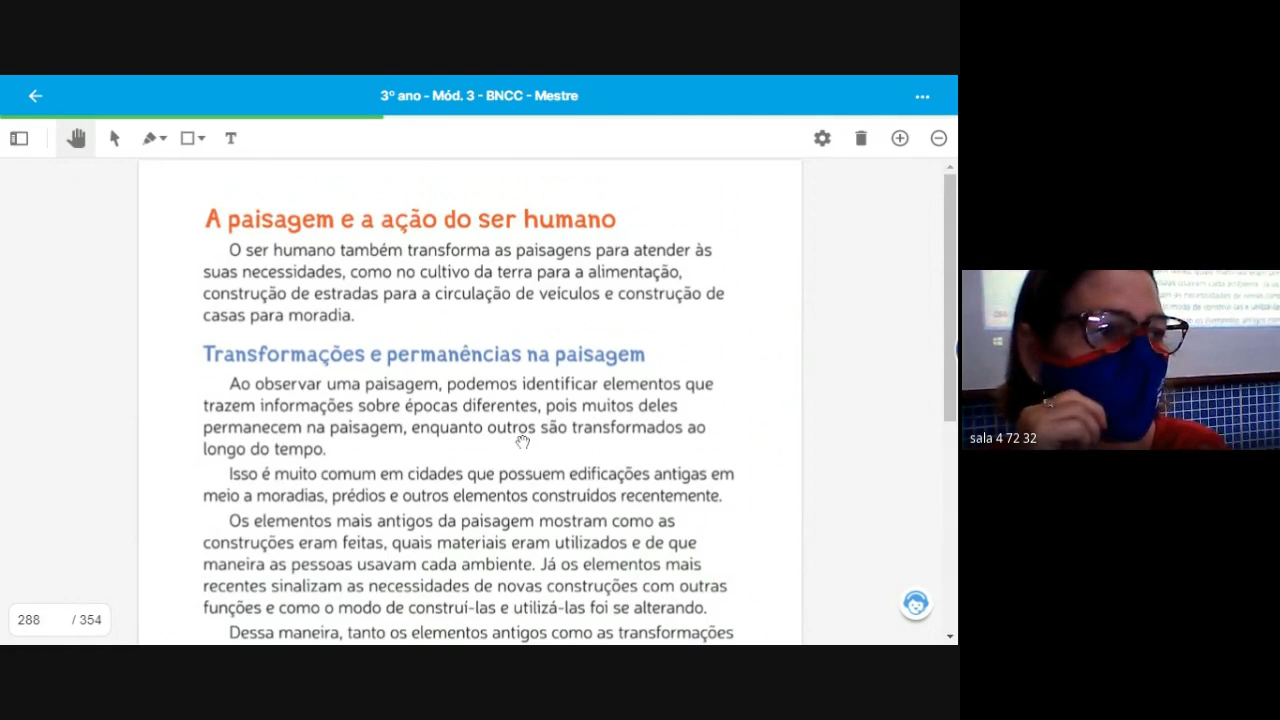 3º ano - Mód. 3 - BNCC - Mestre
T
A paisagem e a ação do ser humano
O ser humano também transforma as paisagens para atender às
suas necessidades, como no cultivo da terra para a alimentação,
construção de estradas para a circulação de veículos e construção de
casas para moradia.
Transformações e permanências na paisagem
Ao observar uma paisagem, podemos identificar elementos que
trazem informações sobre épocas diferentes, pois muitos deles
permanecem na paisagem, enquanto outros são transformados ao
longo do tempo.
Isso é muito comum em cidades que possuem edificações antigas em
meio a moradias, prédios e outros elementos construídos recentemente.
Os elementos mais antigos da paisagem mostram como as
construções eram feitas, quais materiais eram utilizados e de que
maneira as pessoas usavam cada ambiente. Já os elementos mais
recentes sinalizam as necessidades de novas construções com outras
funções e como o modo de construí-las e utilizá-las foi se alterando.
Dessa maneira, tanto os elementos antigos como as transformações
288 / 354
sala 4 72 32